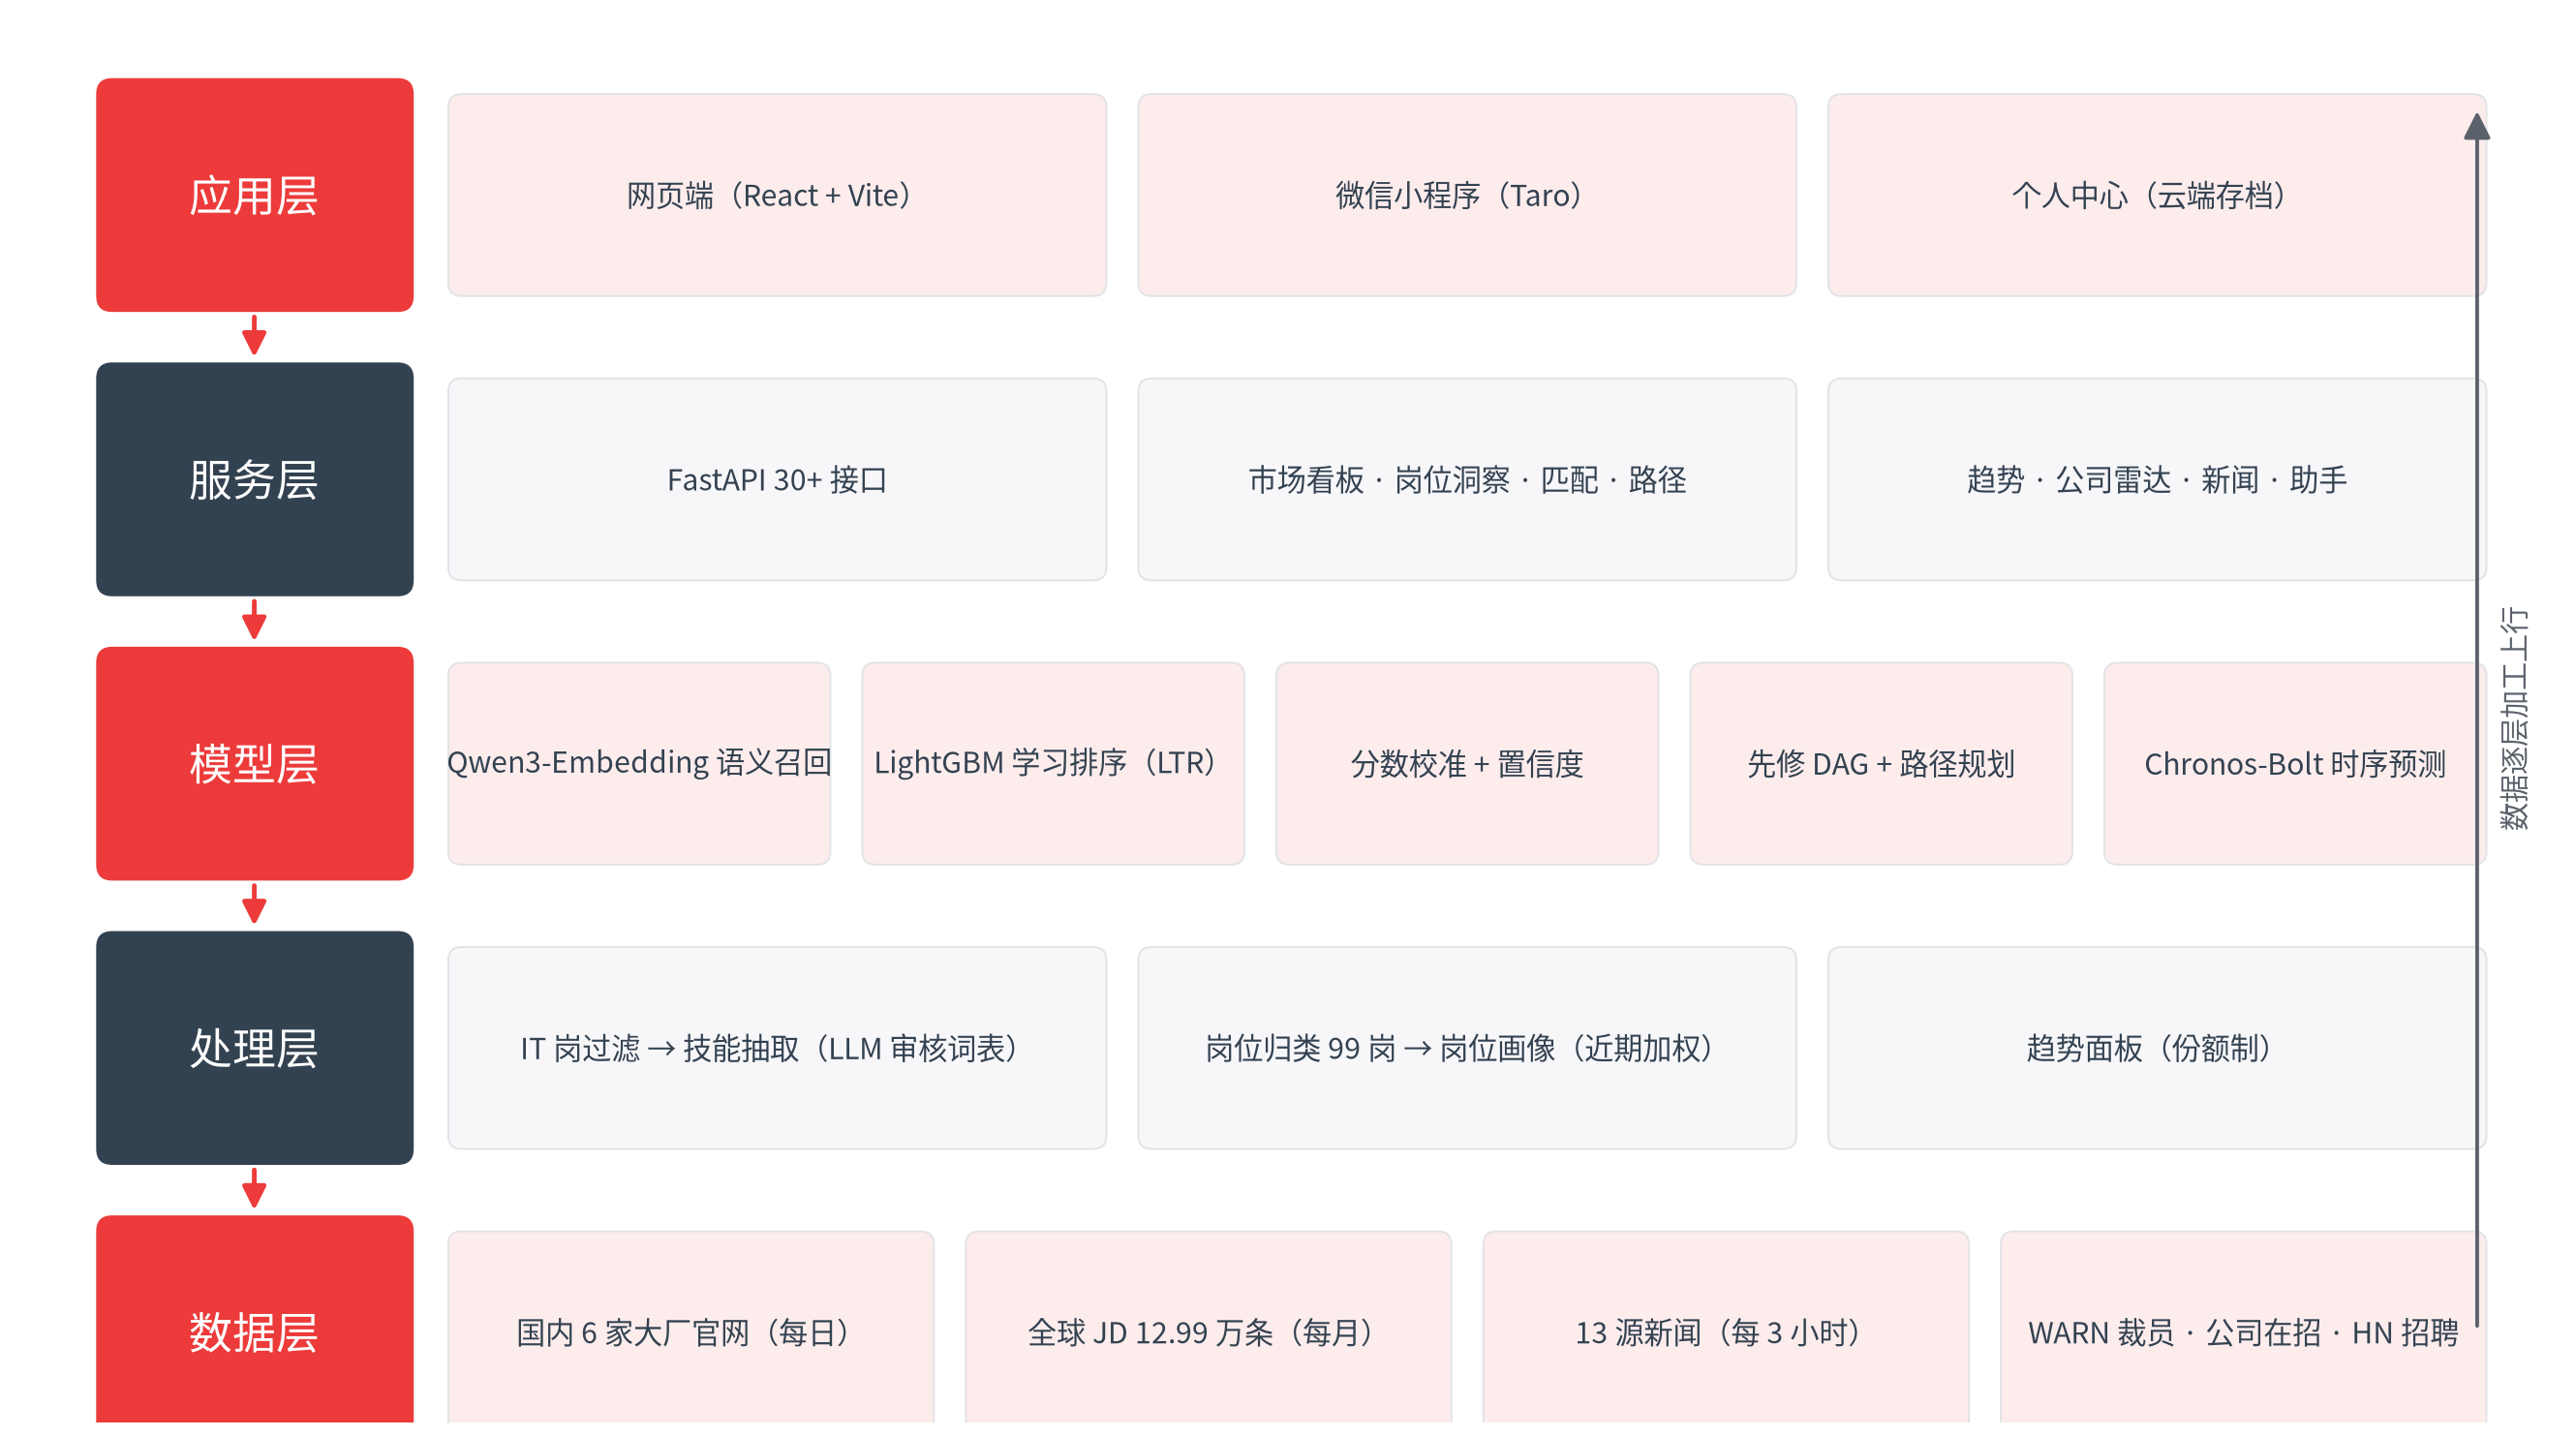 应用层
网页端（React + Vite）
微信小程序（Taro）
个人中心（云端存档）
服务层
FastAPI 30+ 接口
市场看板 · 岗位洞察 · 匹配 · 路径
趋势 · 公司雷达 · 新闻 · 助手
模型层
Qwen3-Embedding 语义召回
LightGBM 学习排序（LTR）
分数校准 + 置信度
先修 DAG + 路径规划
Chronos-Bolt 时序预测
数据逐层加工上行
处理层
IT 岗过滤 → 技能抽取（LLM 审核词表）
岗位归类 99 岗 → 岗位画像（近期加权）
趋势面板（份额制）
数据层
国内 6 家大厂官网（每日）
全球 JD 12.99 万条（每月）
13 源新闻（每 3 小时）
WARN 裁员 · 公司在招 · HN 招聘